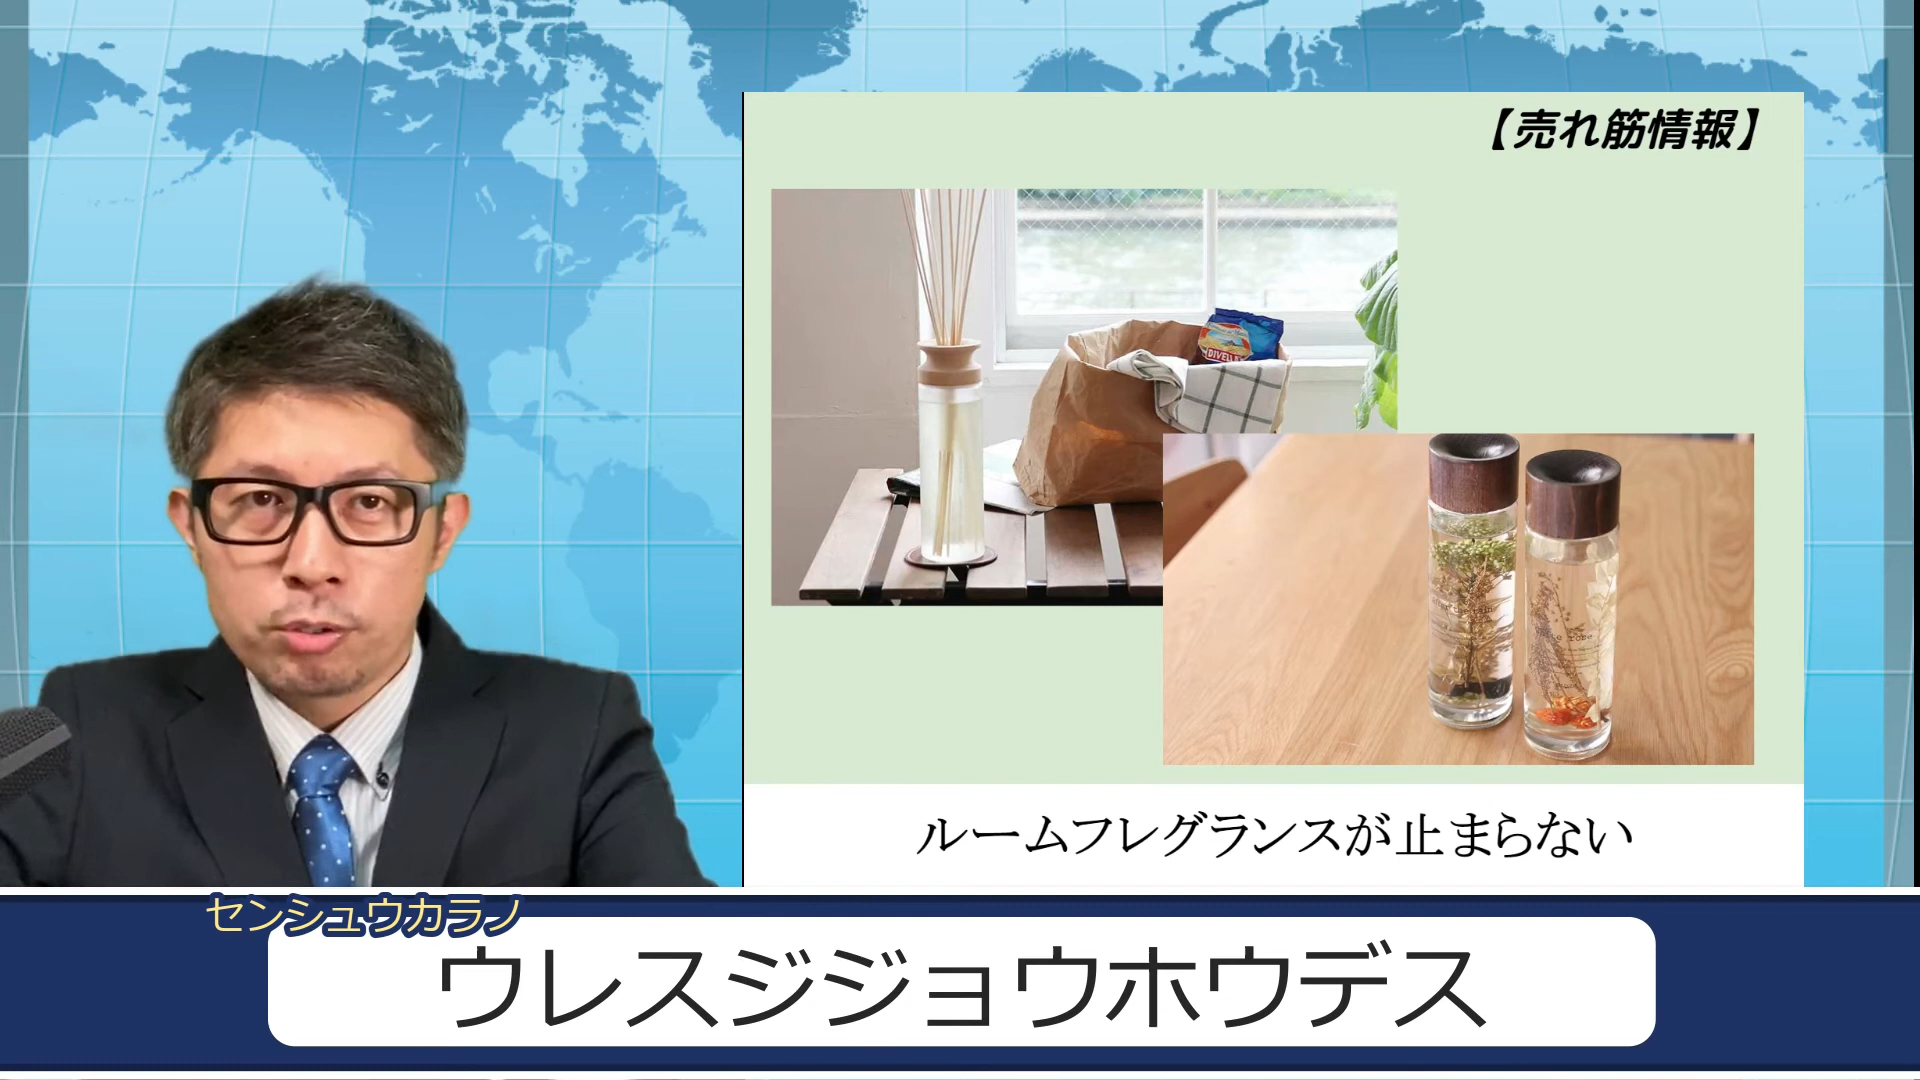 【売れ筋情報】
DIVELLA
ルームフレグランスが止まらない
センシュウカラノ
ウレスジジョウホウデス